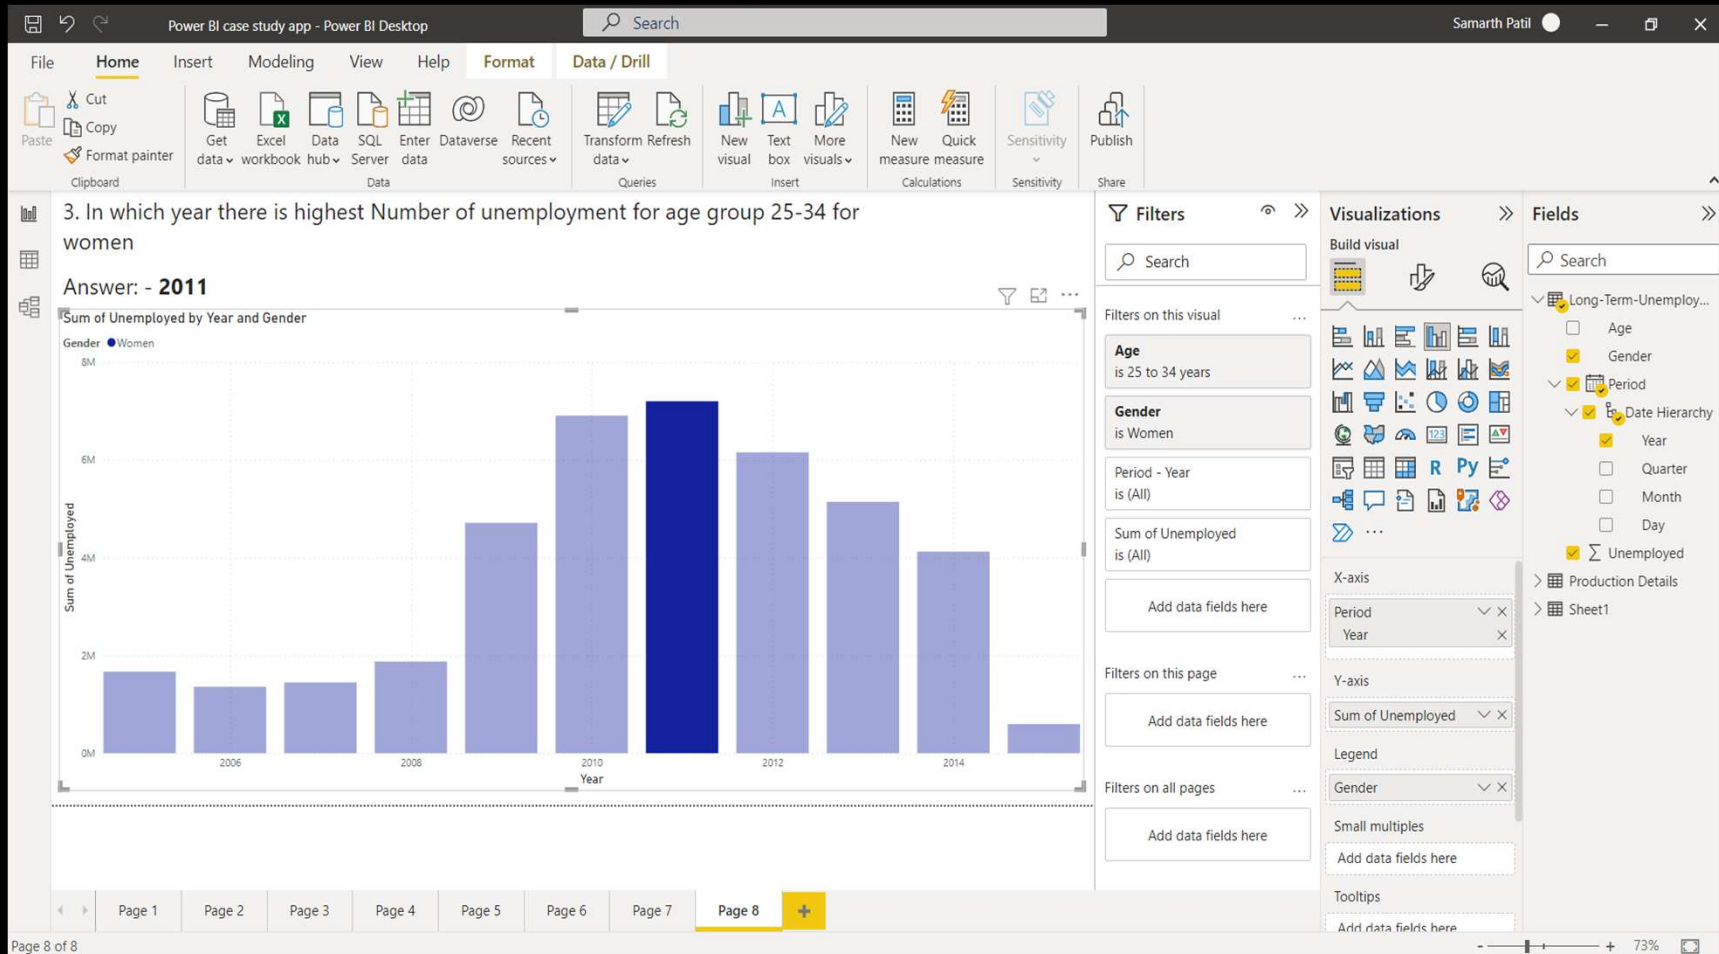 Power BI case study app - Power BI Desktop
Search
Samarth Patil
File
Home
Insert
Modeling
View
Help
Format
Data / Drill
Paste
Cut
Copy
Format painter
Clipboard
Get data
Excel workbook
Data hub
SQL Server
Enter data
Dataverse
Recent sources
Data
Transform data
Refresh
Queries
New visual
A
Text box
More visuals
Insert
New measure
Quick measure
Calculations
Sensitivity
Sensitivity
Publish
Share
3. In which year there is highest Number of unemployment for age group 25-34 for
women
Answer: - 2011
Sum of Unemployed by Year and Gender
Gender Women
8M
6M
4M
2M
0M
Sum of Unemployed
2006
2008
2010
2012
2014
Year
Filters
Search
Filters on this visual
...
Age
is 25 to 34 years
Gender
is Women
Period - Year
is (All)
Sum of Unemployed
is (All)
Add data fields here
Filters on this page
...
Add data fields here
Filters on all pages
...
Add data fields here
Visualizations
Build visual
123
R
Py
...
X-axis
Period
Year
Y-axis
Sum of Unemployed
Legend
Gender
Small multiples
Add data fields here
Tooltips
Add data fields here
Fields
Search
Long-Term-Unemploy...
Age
Gender
Period
Date Hierarchy
Year
Quarter
Month
Day
∑ Unemployed
Production Details
Sheet1
Page 1
Page 2
Page 3
Page 4
Page 5
Page 6
Page 7
Page 8
+
Page 8 of 8
- + 73%